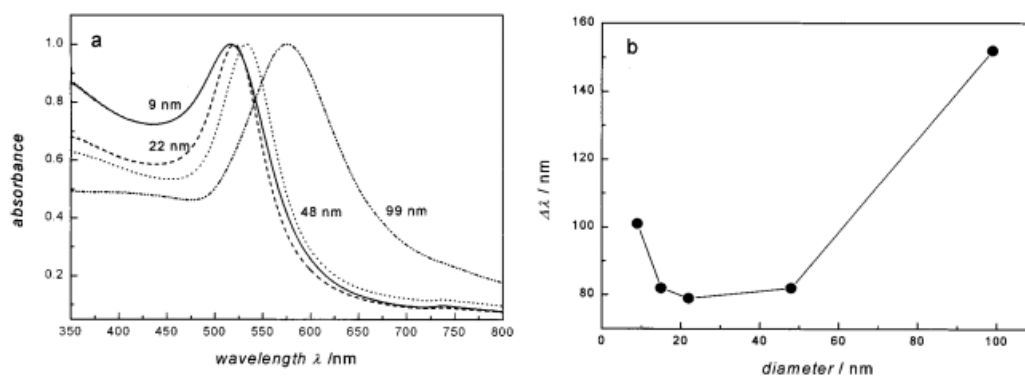 a
1.0
0.8
0.6
0.4
0.2
absorbance
9 nm
22 nm
48 nm
99 nm
350 400 450 500 550 600 650 700 750 800
wavelength λ /nm
b
160
140
120
100
80
Δλ / nm
0 20 40 60 80 100
diameter / nm